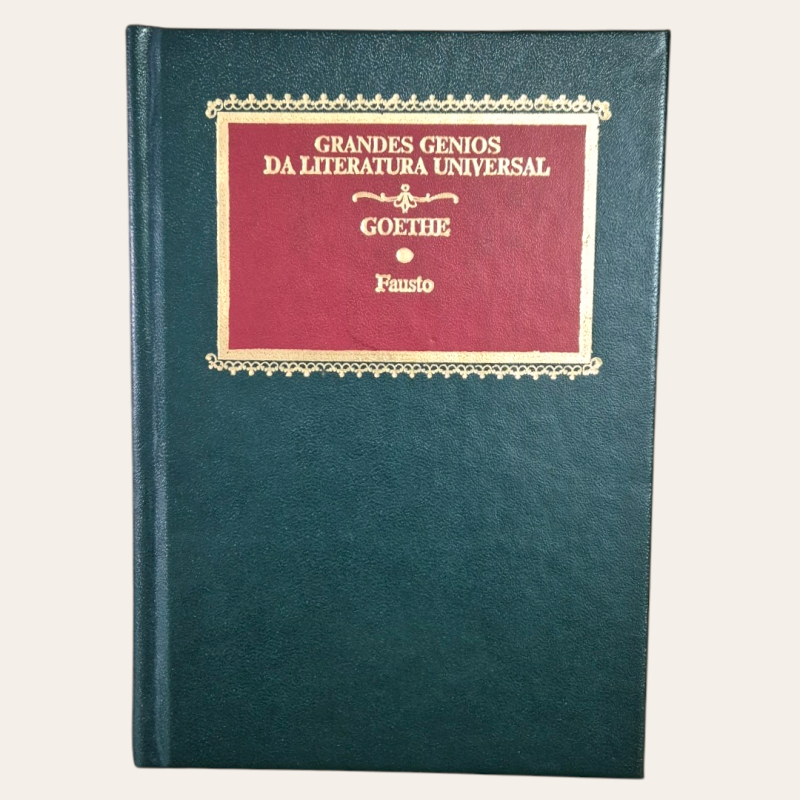 GRANDES GENIOS
DA LITERATURA UNIVERSAL
GOETHE
Fausto